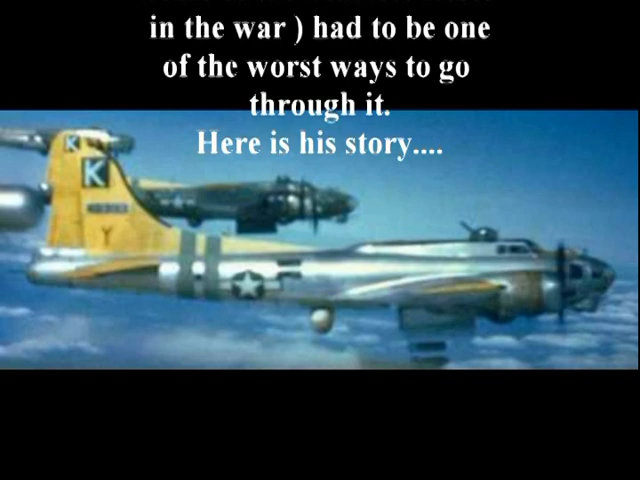 in the war ) had to be one
of the worst ways to go
through it.
Here is his story....
K
K
Y